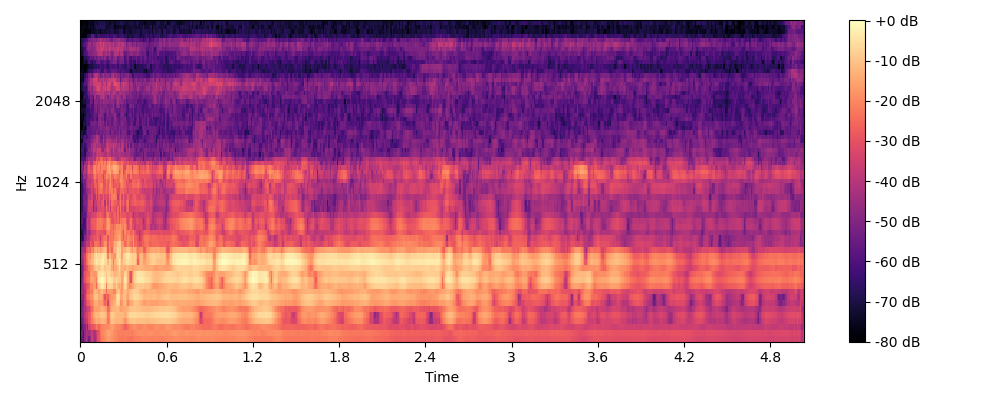 +0 dB
-10 dB
2048
-20 dB
-30 dB
Hz
1024
-40 dB
-50 dB
512
-60 dB
-70 dB
-80 dB
0 0.6 1.2 1.8 2.4 3 3.6 4.2 4.8
Time